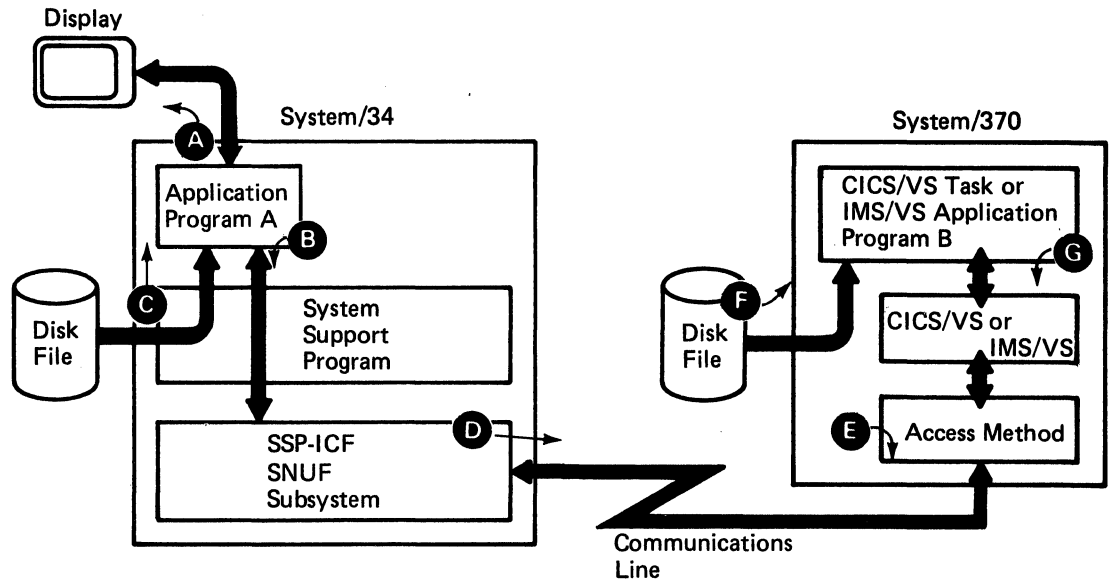 Display
System/34
System/370
A
Application
Program A
B
CICS/VS Task or
IMS/VS Application
Program B
G
C
Disk
File
System
Support
Program
F
Disk
File
CICS/VS or
IMS/VS
D
SSP-ICF
SNUF
Subsystem
E
Access Method
Communications
Line